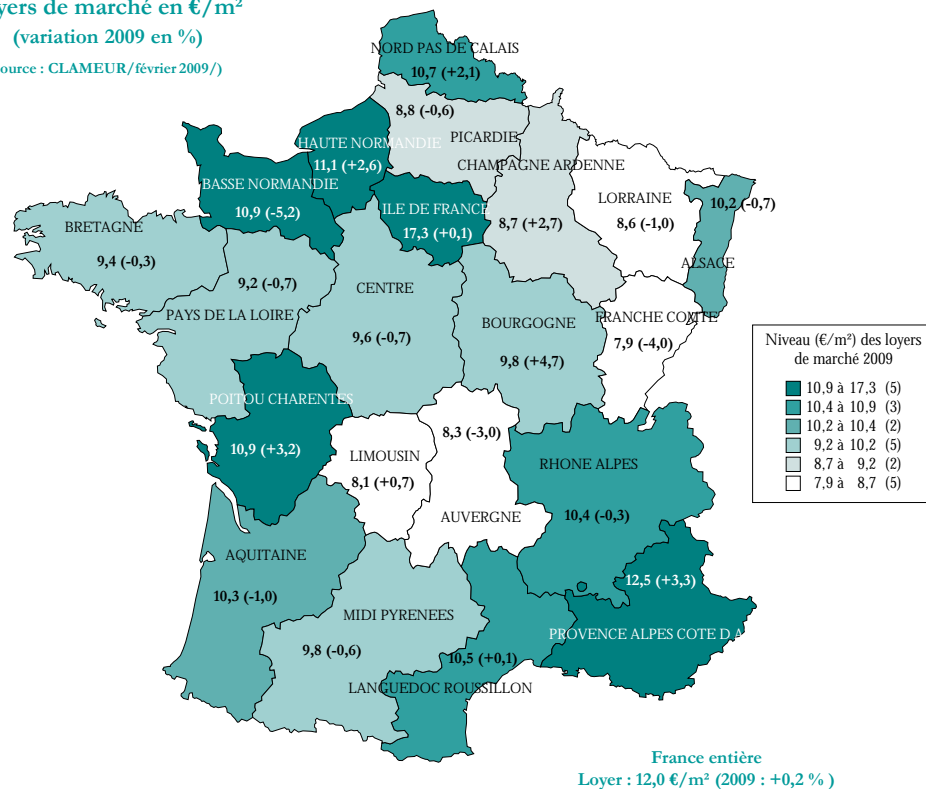 yers de marché en €/m²
(variation 2009 en %)
ource : CLAMEUR/février 2009/)
NORD PAS DE CALAIS
10,7 (+2,1)
8,8 (-0,6)
PICARDIE
HAUTE NORMANDIE
11,1 (+2,6)
CHAMPAGNE ARDENNE
8,7 (+2,7)
BASSE NORMANDIE
10,9 (-5,2)
ILE DE FRANCE
17,3 (+0,1)
LORRAINE
8,6 (-1,0)
10,2 (-0,7)
ALSACE
BRETAGNE
9,4 (-0,3)
9,2 (-0,7)
PAYS DE LA LOIRE
CENTRE
9,6 (-0,7)
BOURGOGNE
9,8 (+4,7)
FRANCHE COMTE
7,9 (-4,0)
Niveau (€/m²) des loyers
de marché 2009
10,9 à 17,3 (5)
10,4 à 10,9 (3)
10,2 à 10,4 (2)
9,2 à 10,2 (5)
8,7 à 9,2 (2)
7,9 à 8,7 (5)
POITOU CHARENTES
10,9 (+3,2)
LIMOUSIN
8,1 (+0,7)
8,3 (-3,0)
AUVERGNE
RHONE ALPES
10,4 (-0,3)
AQUITAINE
10,3 (-1,0)
MIDI PYRENEES
9,8 (-0,6)
10,5 (+0,1)
LANGUEDOC ROUSSILLON
12,5 (+3,3)
PROVENCE ALPES COTE D A
France entière
Loyer : 12,0 €/m² (2009 : +0,2 % )